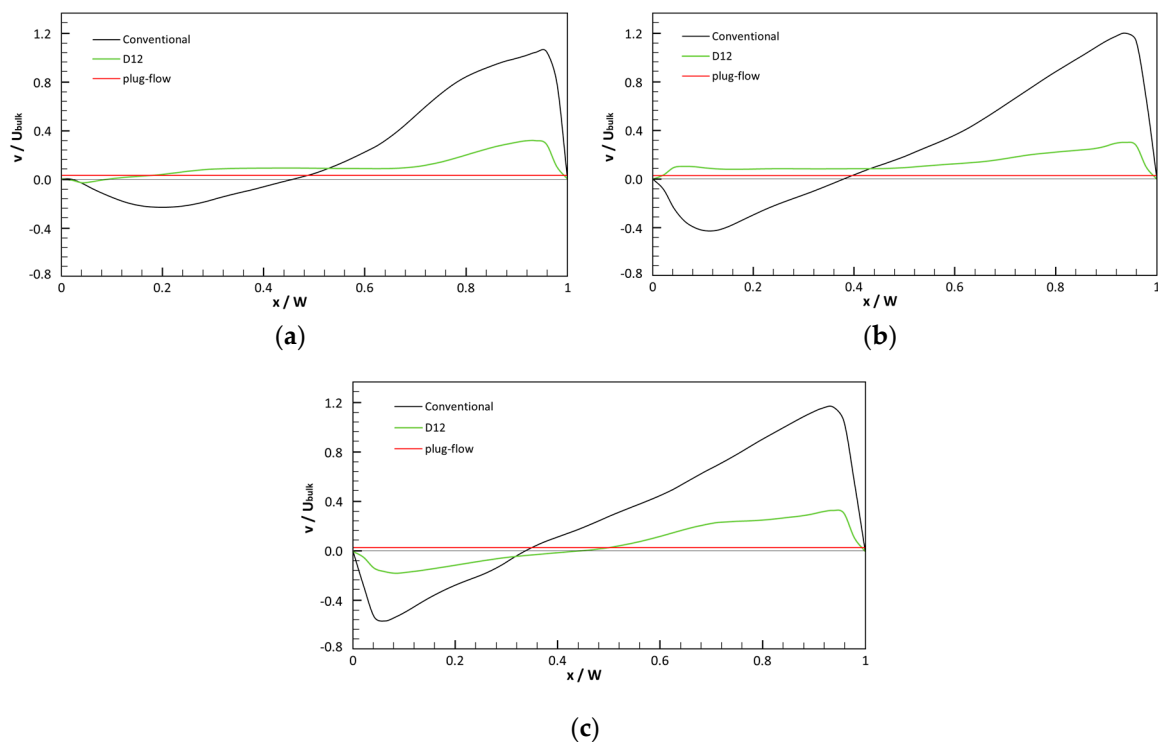 1.2
0.8
0.4
0.0
-0.4
-0.8
v / Ubulk
Conventional
D12
plug-flow
0 0.2 0.4 0.6 0.8 1
x / W
(a)
1.2
0.8
0.4
0.0
-0.4
-0.8
v / Ubulk
Conventional
D12
plug-flow
0 0.2 0.4 0.6 0.8 1
x / W
(b)
1.2
0.8
0.4
0.0
-0.4
-0.8
v / Ubulk
Conventional
D12
plug-flow
0 0.2 0.4 0.6 0.8 1
x / W
(c)